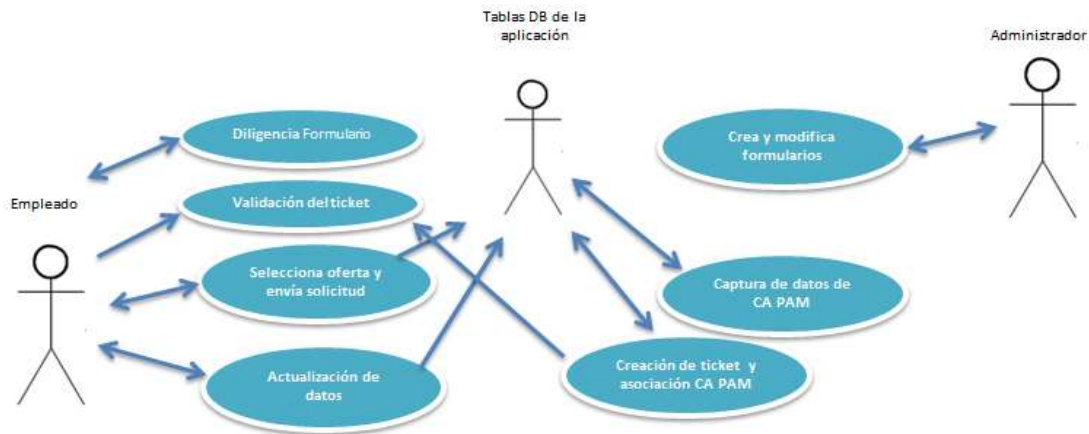 Tablas DB de la
aplicación
Administrador
Diligencia Formulario
Crea y modifica
formularios
Empleado
Validación del ticket
Selecciona oferta y
envía solicitud
Captura de datos de
CA PAM
Actualización de
datos
Creación de ticket y
asociación CA PAM